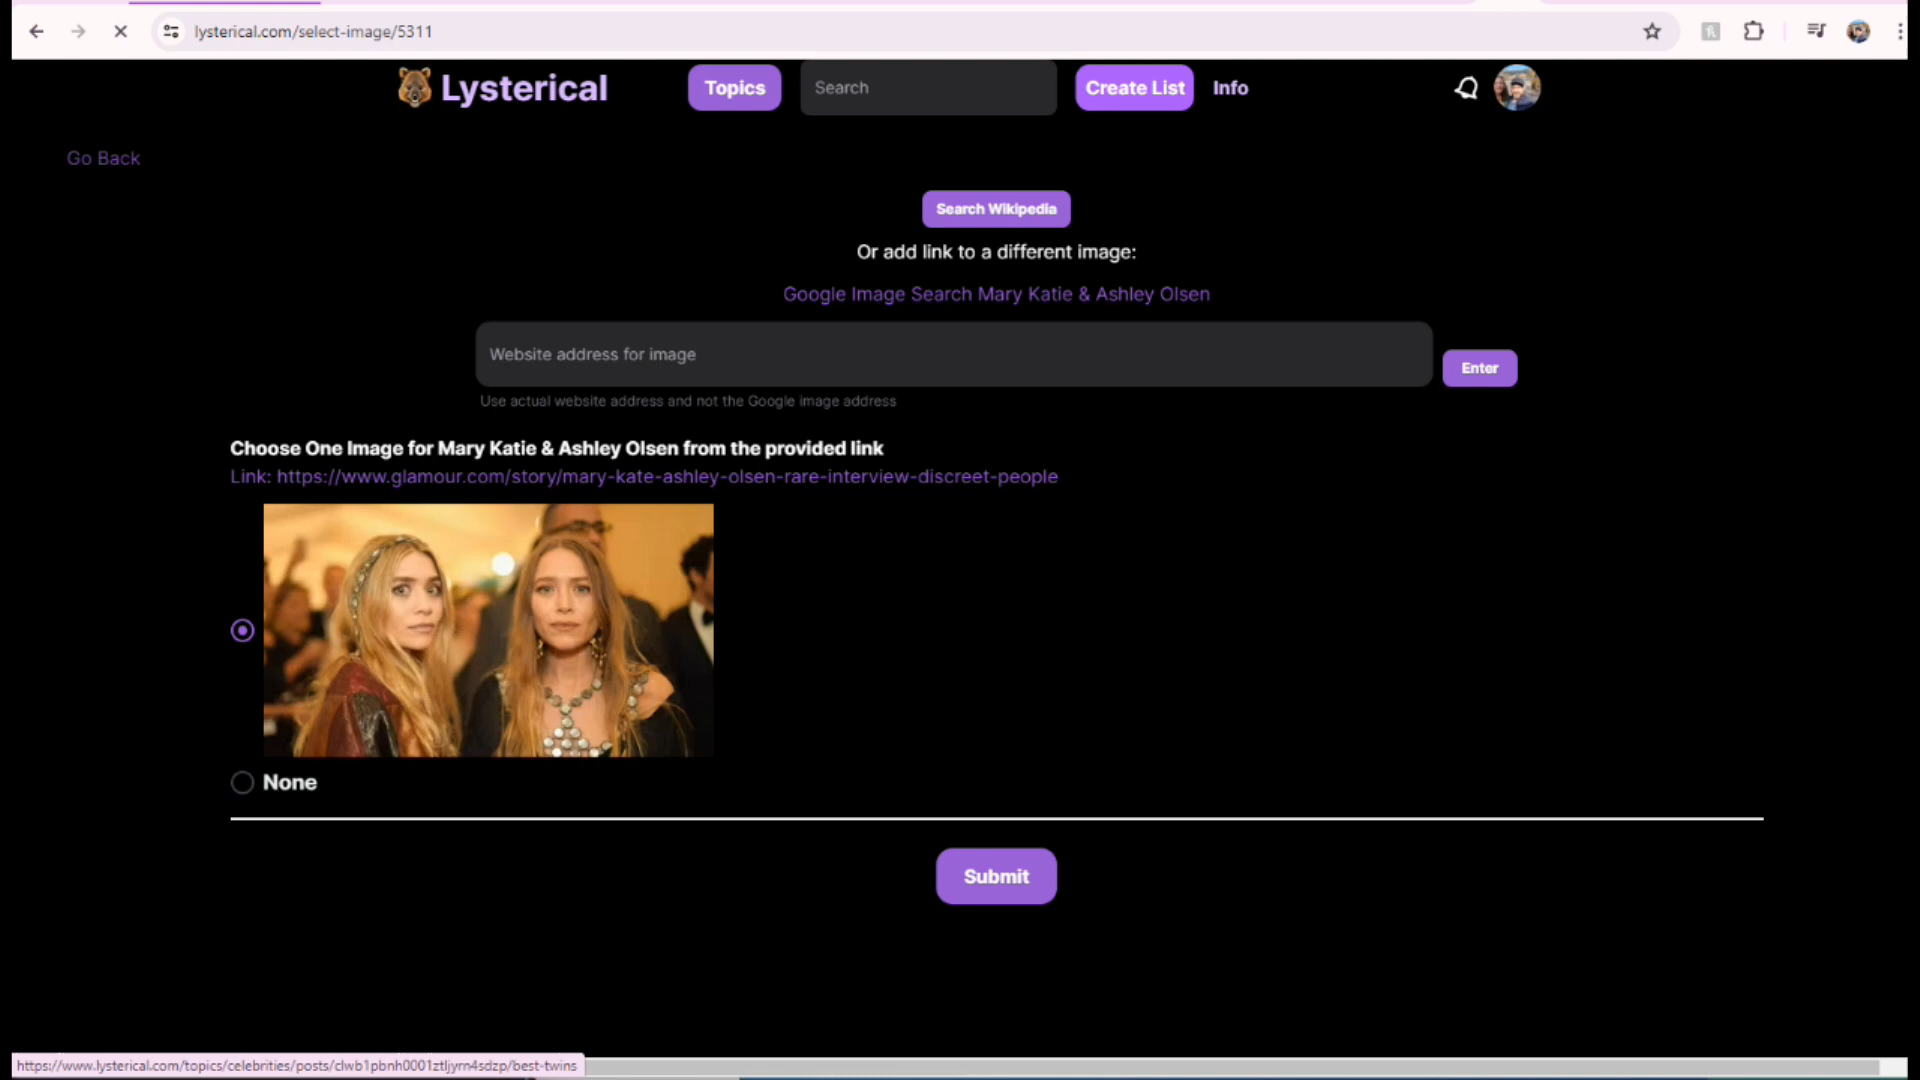 lysterical.com/select-image/5311
Lysterical
Topics
Search
Create List
Info
Go Back
Search Wikipedia
Or add link to a different image:
Google Image Search Mary Katie & Ashley Olsen
Website address for image
Enter
Use actual website address and not the Google image address
Choose One Image for Mary Katie & Ashley Olsen from the provided link
Link: https://www.glamour.com/story/mary-kate-ashley-olsen-rare-interview-discreet-people
None
Submit
https://www.lysterical.com/topics/celebrities/posts/clwb1pbnh0001ztljyrn4sdzp/best-twins